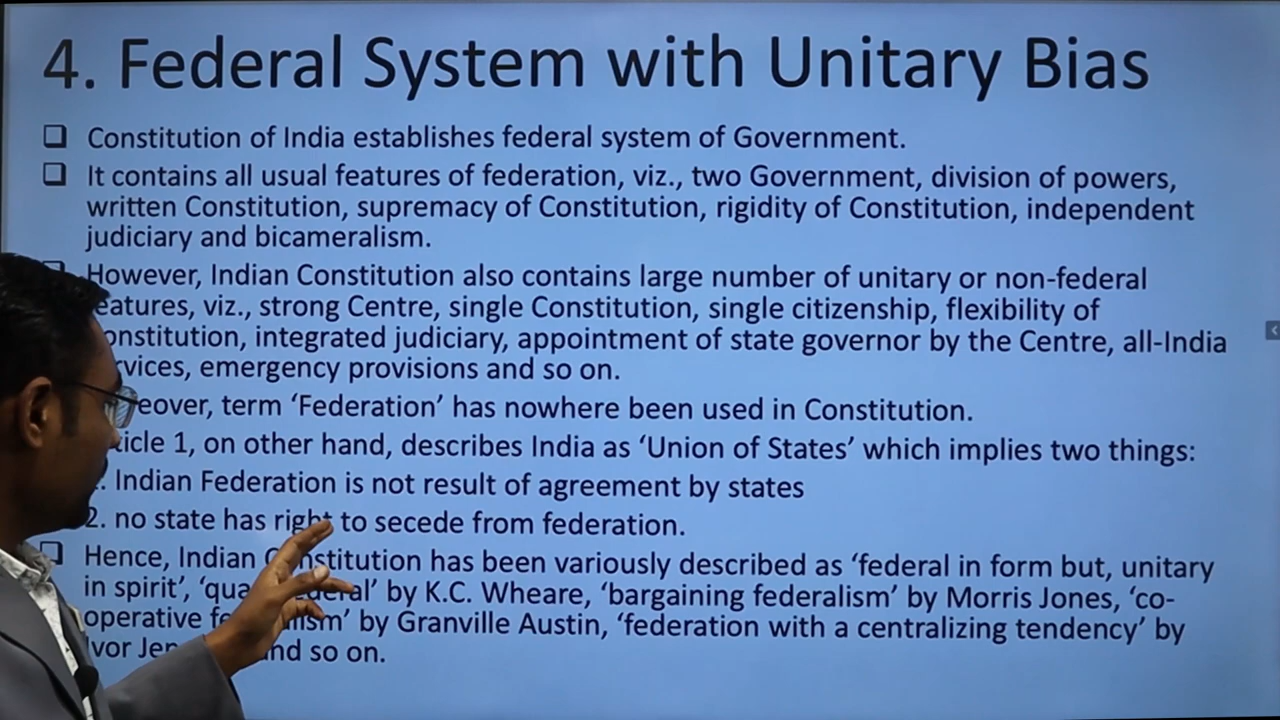 4. Federal System with Unitary Bias
❑ Constitution of India establishes federal system of Government.
❑ It contains all usual features of federation, viz., two Government, division of powers,
written Constitution, supremacy of Constitution, rigidity of Constitution, independent
judiciary and bicameralism.
However, Indian Constitution also contains large number of unitary or non-federal
eatures, viz., strong Centre, single Constitution, single citizenship, flexibility of
onstitution, integrated judiciary, appointment of state governor by the Centre, all-India
rvices, emergency provisions and so on.
eover, term ‘Federation’ has nowhere been used in Constitution.
icle 1, on other hand, describes India as ‘Union of States’ which implies two things:
. Indian Federation is not result of agreement by states
2. no state has right to secede from federation.
❑ Hence, Indian Constitution has been variously described as ‘federal in form but, unitary
in spirit’, by K.C. Wheare, ‘bargaining federalism’ by Morris Jones, ‘co-
operative by Granville Austin, ‘federation with a centralizing tendency’ by
Ivor and so on.